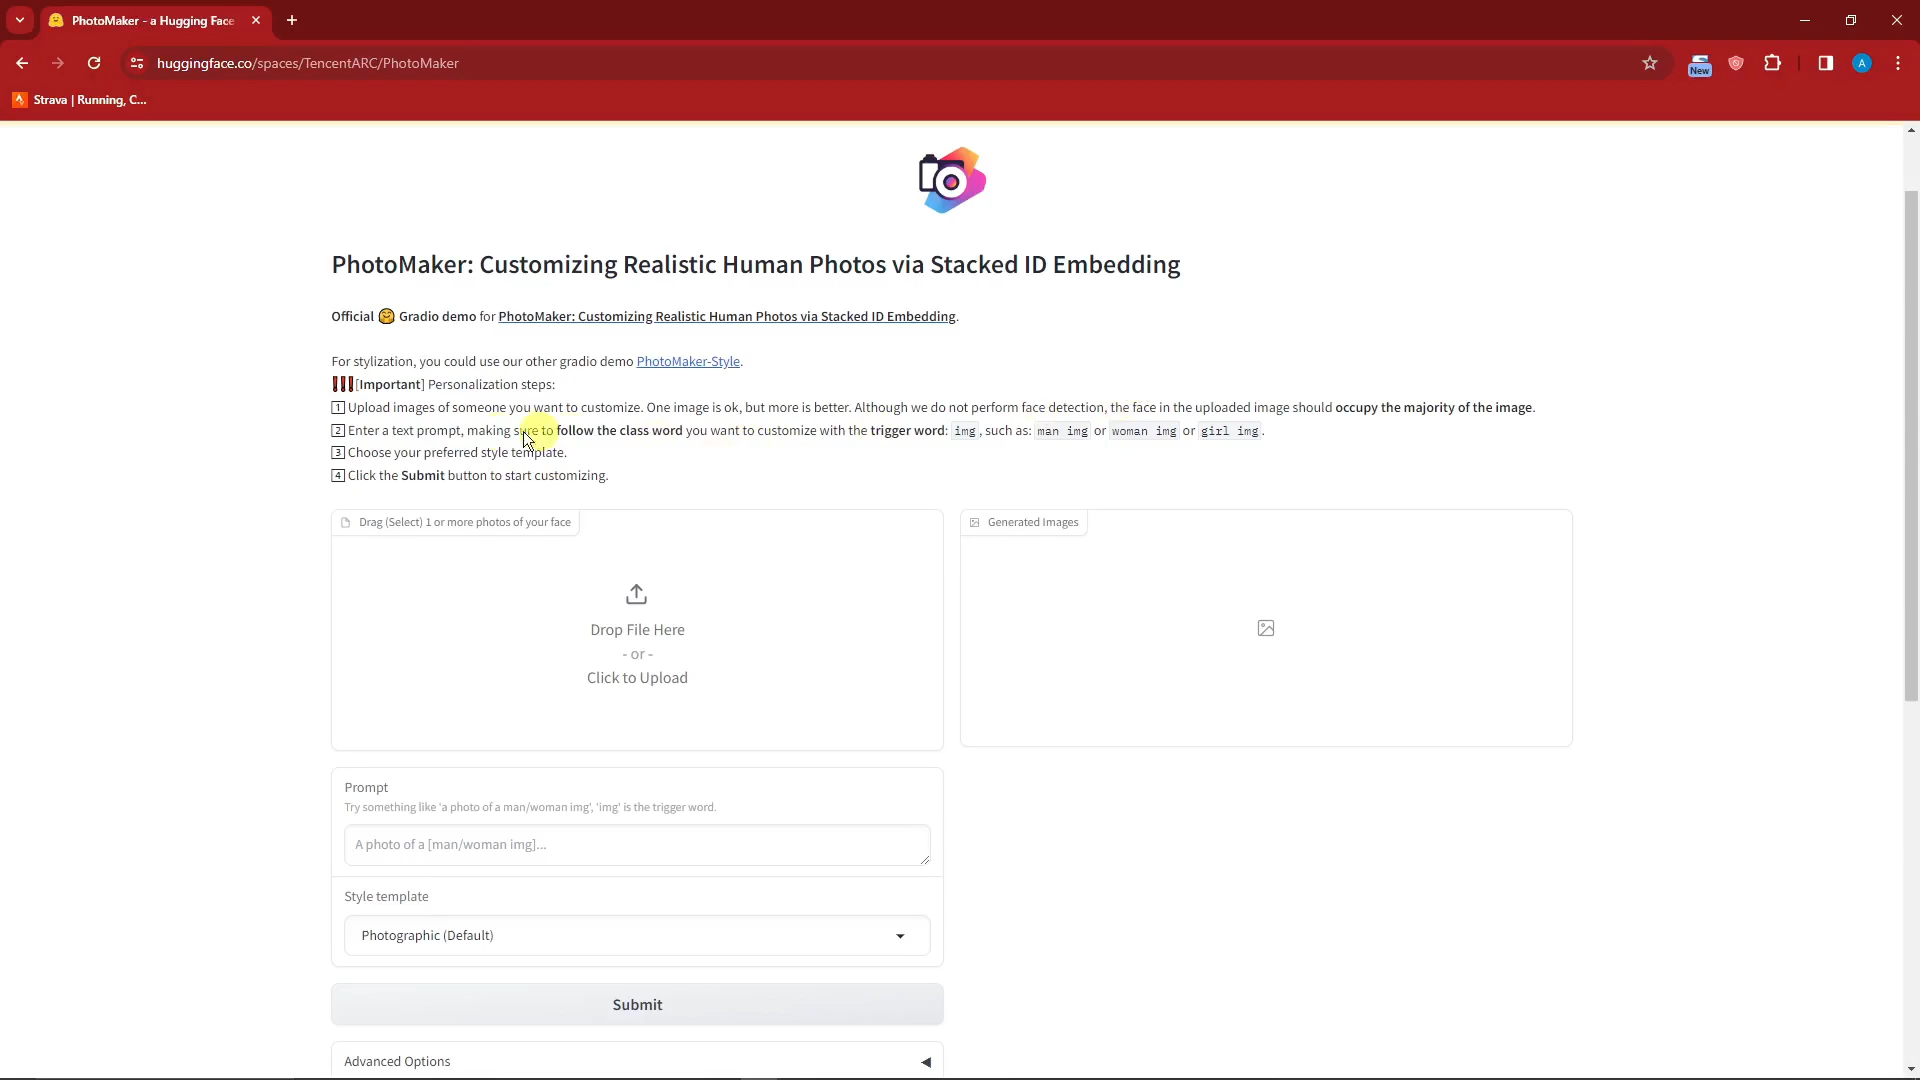 PhotoMaker - a Hugging Face
huggingface.co/spaces/TencentARC/PhotoMaker
New
A
Strava | Running, C...
PhotoMaker: Customizing Realistic Human Photos via Stacked ID Embedding
Official 🤗 Gradio demo for PhotoMaker: Customizing Realistic Human Photos via Stacked ID Embedding.
For stylization, you could use our other gradio demo PhotoMaker-Style.
❗❗❗[Important] Personalization steps:
1️⃣ Upload images of someone you want to customize. One image is ok, but more is better. Although we do not perform face detection, the face in the uploaded image should occupy the majority of the image.
2️⃣ Enter a text prompt, making sure to follow the class word you want to customize with the trigger word: img, such as: man img or woman img or girl img.
3️⃣ Choose your preferred style template.
4️⃣ Click the Submit button to start customizing.
Drag (Select) 1 or more photos of your face
Drop File Here
- or -
Click to Upload
Generated Images
Prompt
Try something like 'a photo of a man/woman img', 'img' is the trigger word.
A photo of a [man/woman img]...
Style template
Photographic (Default)
Submit
Advanced Options